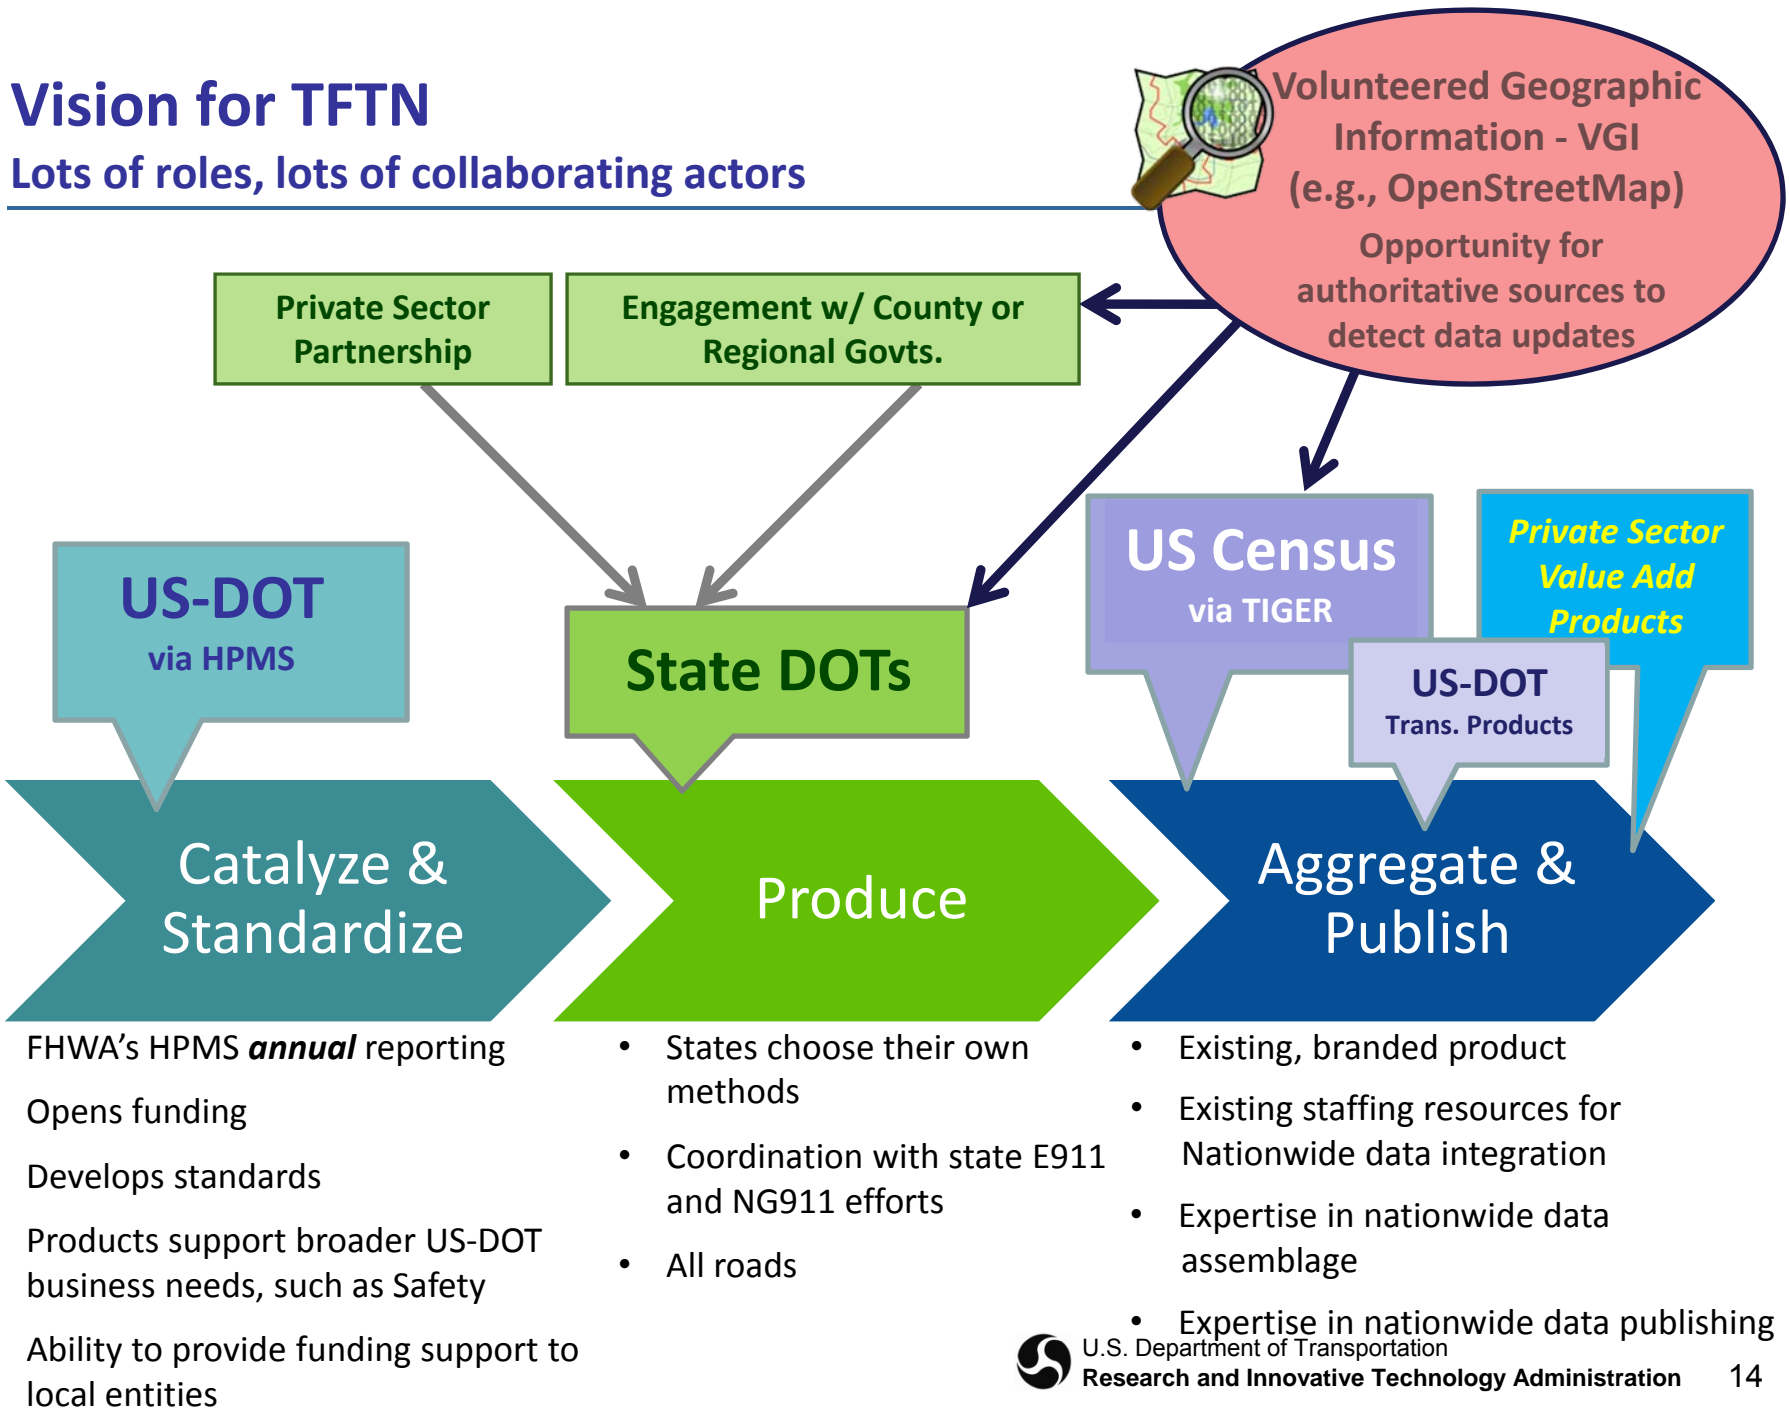 Vision for TFTN
Lots of roles, lots of collaborating actors
Volunteered Geographic
Information - VGI
(e.g., OpenStreetMap)
Opportunity for
authoritative sources to
detect data updates
Private Sector
Partnership
Engagement w/ County or
Regional Govts.
US-DOT
via HPMS
State DOTs
US Census
via TIGER
US-DOT
Trans. Products
Private Sector
Value Add
Products
Catalyze &
Standardize
Produce
Aggregate &
Publish
FHWA’s HPMS annual reporting
Opens funding
Develops standards
Products support broader US-DOT
business needs, such as Safety
Ability to provide funding support to
local entities
• States choose their own
methods
• Coordination with state E911
and NG911 efforts
• All roads
• Existing, branded product
• Existing staffing resources for
Nationwide data integration
• Expertise in nationwide data
assemblage
• Expertise in nationwide data publishing
U.S. Department of Transportation
Research and Innovative Technology Administration
14